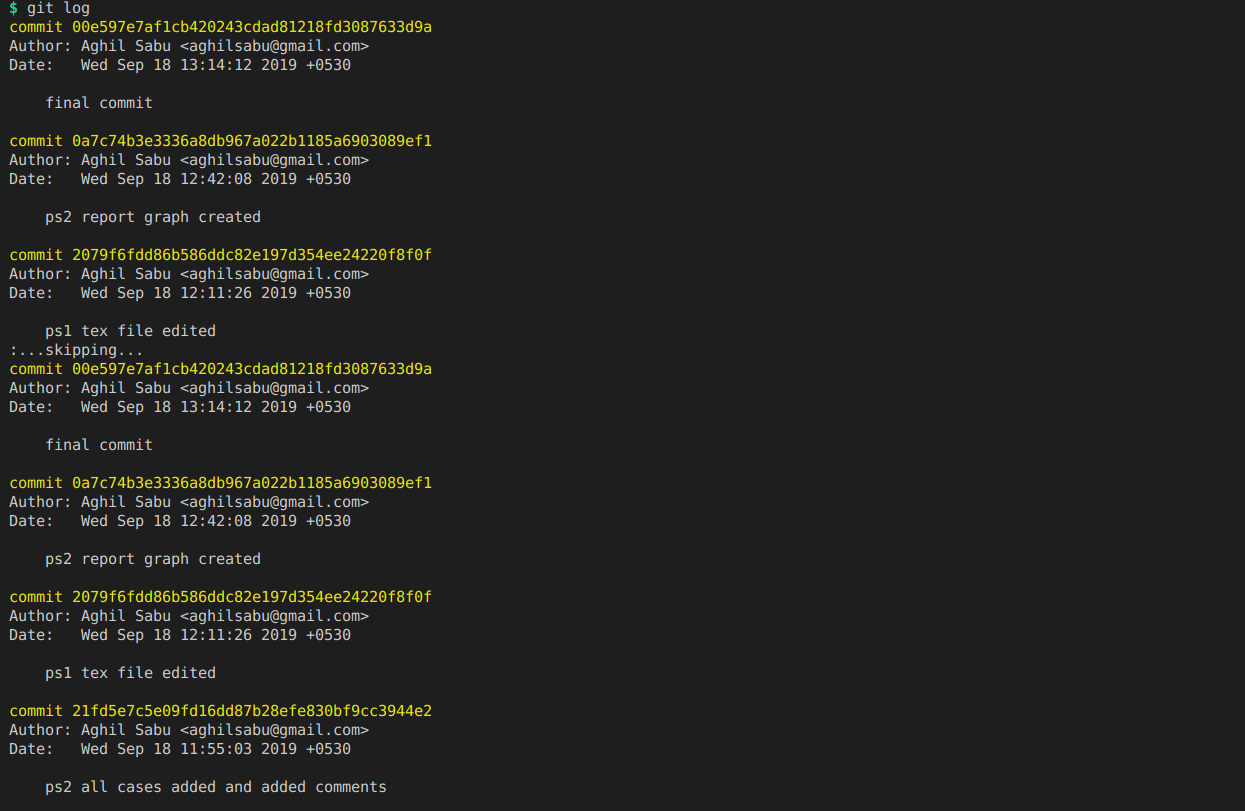 $ git log
commit 00e597e7af1cb420243cdad81218fd3087633d9a
Author: Aghil Sabu <aghilsabu@gmail.com>
Date:   Wed Sep 18 13:14:12 2019 +0530
final commit
commit 0a7c74b3e3336a8db967a022b1185a6903089ef1
Author: Aghil Sabu <aghilsabu@gmail.com>
Date:   Wed Sep 18 12:42:08 2019 +0530
ps2 report graph created
commit 2079f6fdd86b586ddc82e197d354ee24220f8f0f
Author: Aghil Sabu <aghilsabu@gmail.com>
Date:   Wed Sep 18 12:11:26 2019 +0530
ps1 tex file edited
:...skipping...
commit 00e597e7af1cb420243cdad81218fd3087633d9a
Author: Aghil Sabu <aghilsabu@gmail.com>
Date:   Wed Sep 18 13:14:12 2019 +0530
final commit
commit 0a7c74b3e3336a8db967a022b1185a6903089ef1
Author: Aghil Sabu <aghilsabu@gmail.com>
Date:   Wed Sep 18 12:42:08 2019 +0530
ps2 report graph created
commit 2079f6fdd86b586ddc82e197d354ee24220f8f0f
Author: Aghil Sabu <aghilsabu@gmail.com>
Date:   Wed Sep 18 12:11:26 2019 +0530
ps1 tex file edited
commit 21fd5e7c5e09fd16dd87b28efe830bf9cc3944e2
Author: Aghil Sabu <aghilsabu@gmail.com>
Date:   Wed Sep 18 11:55:03 2019 +0530
ps2 all cases added and added comments